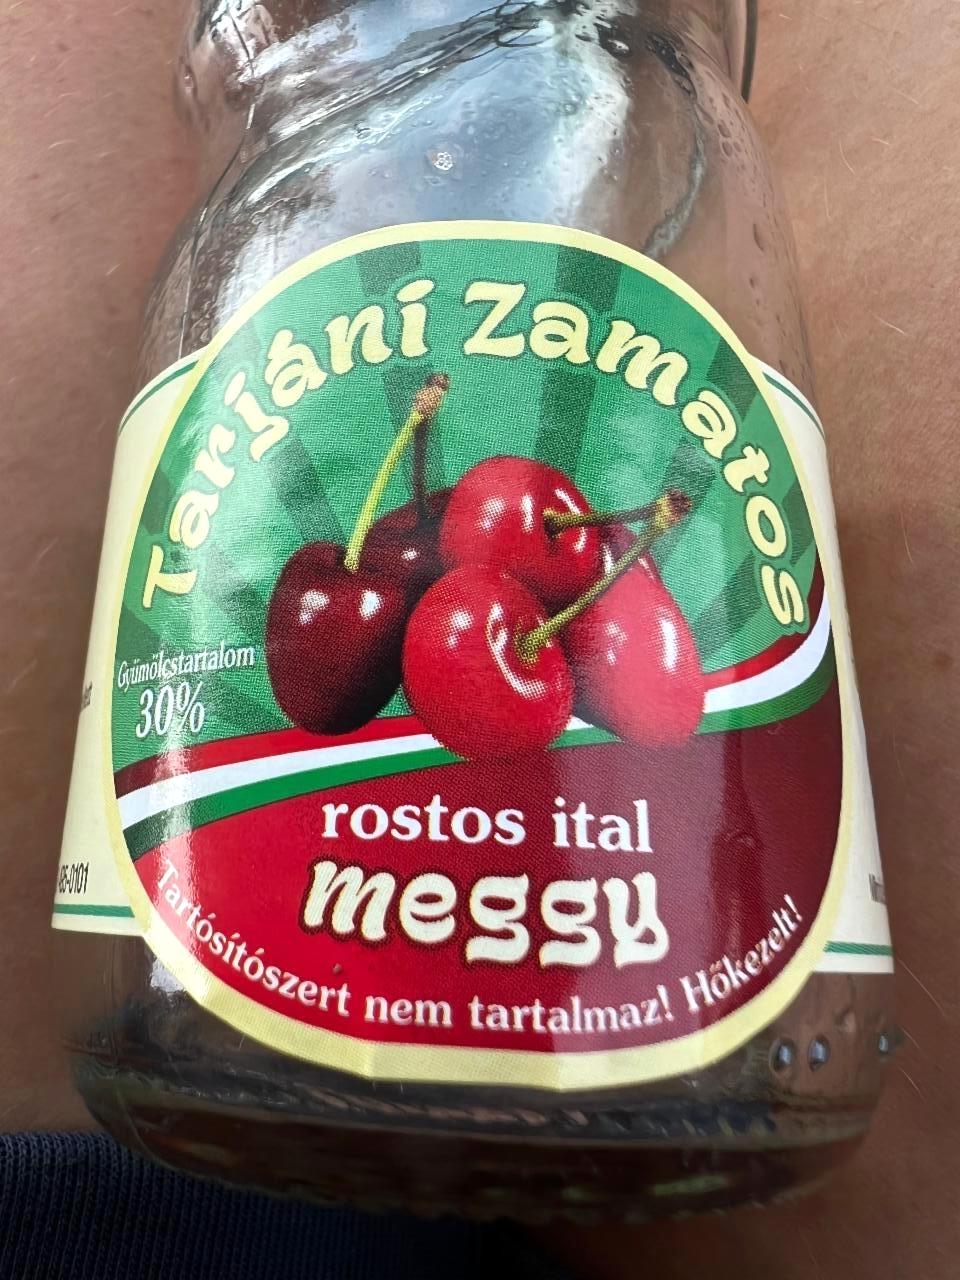 Tarjáni Zamatos
Gyümölcstartalom
30%
rostos ital
meggy
Tartósítószert nem tartalmaz! Hőkezelt!